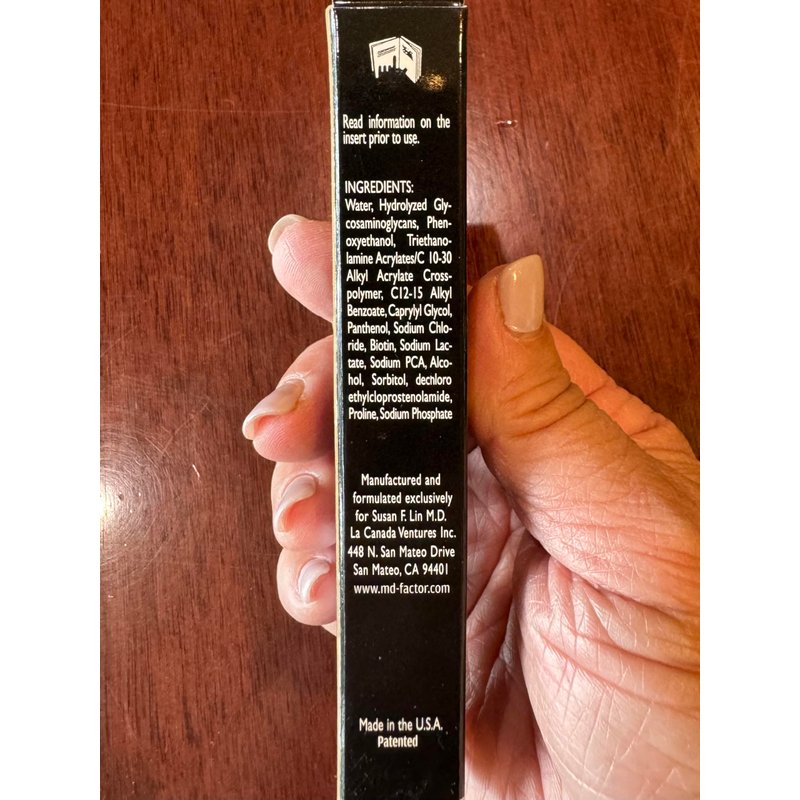 Read information on the
insert prior to use.
INGREDIENTS:
Water, Hydrolyzed Gly-
cosaminoglycans, Phen-
oxyethanol, Triethano-
lamine Acrylates/C 10-30
Alkyl Acrylate Cross-
polymer, C12-15 Alkyl
Benzoate, Caprylyl Glycol,
Panthenol, Sodium Chlo-
ride, Biotin, Sodium Lac-
tate, Sodium PCA, Alco-
hol, Sorbitol, dechloro
ethylcloprostenolamide,
Proline, Sodium Phosphate
Manufactured and
formulated exclusively
for Susan F. Lin M.D.
La Canada Ventures Inc.
448 N. San Mateo Drive
San Mateo, CA 94401
www.md-factor.com
Made in the U.S.A.
Patented